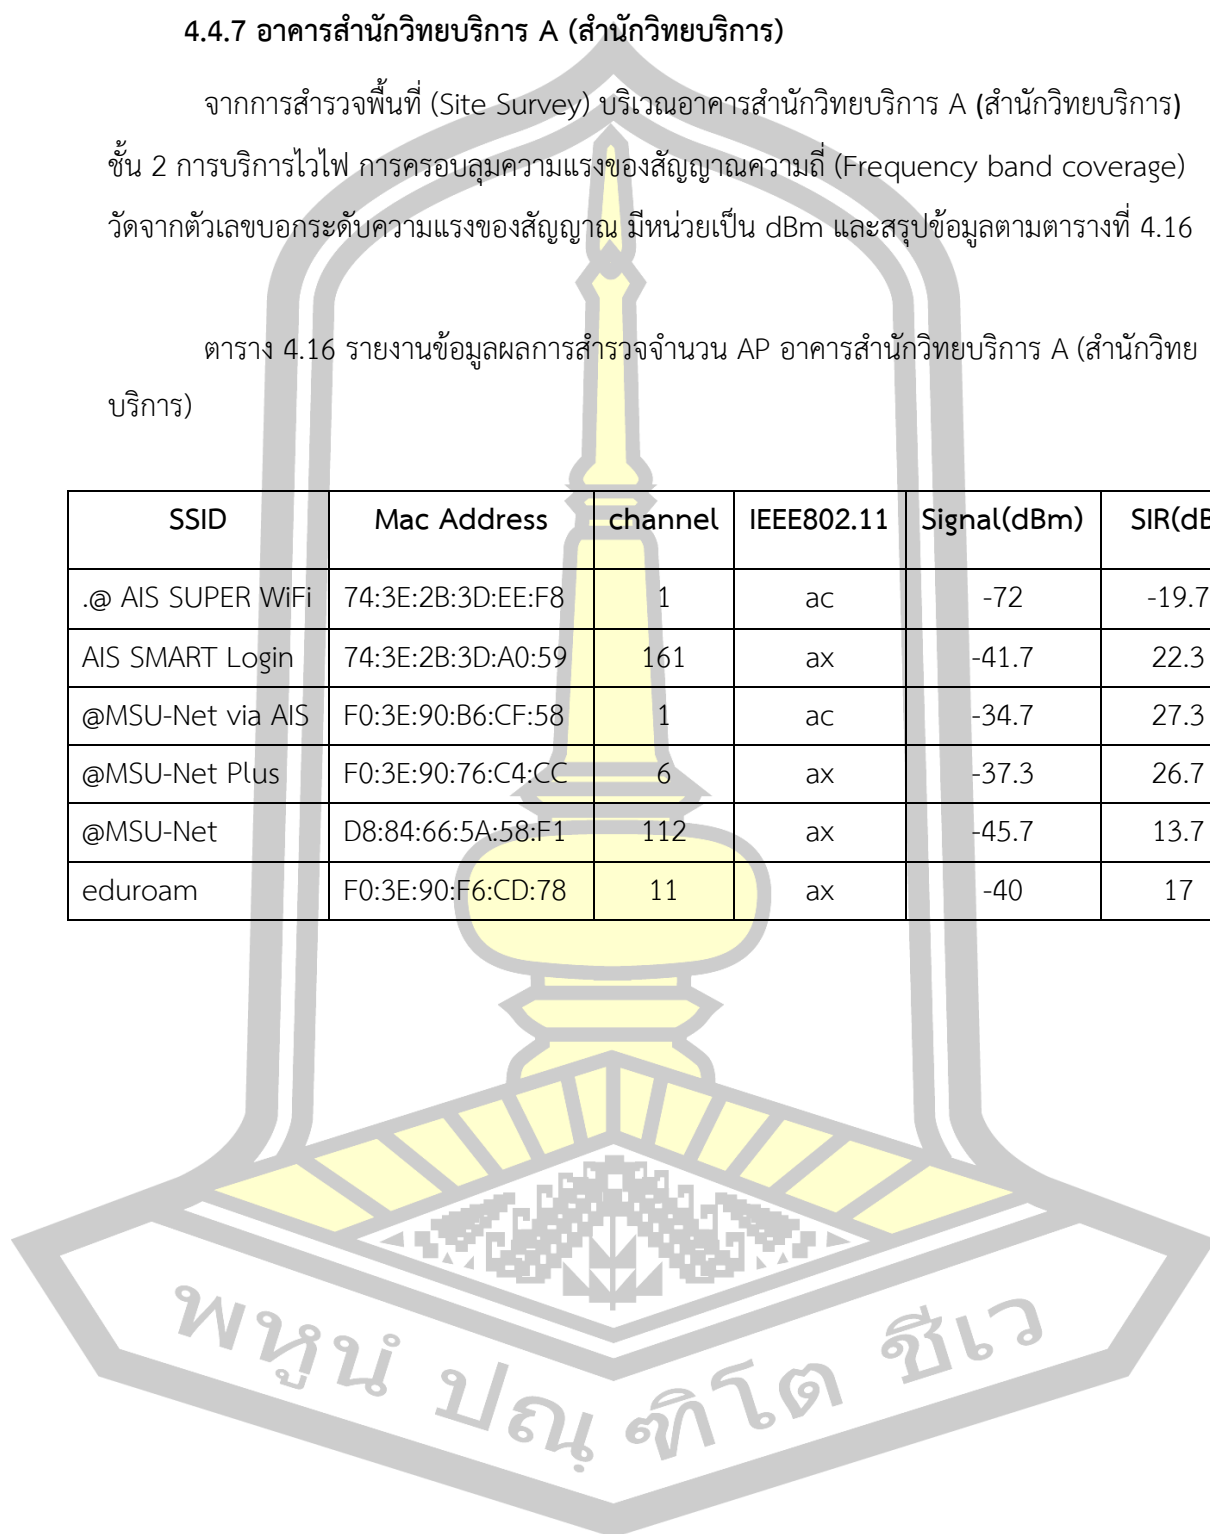 4.4.7 อาคารสำนักวิทยบริการ A (สำนักวิทยบริการ)
จากการสำรวจพื้นที่ (Site Survey) บริเวณอาคารสำนักวิทยบริการ A (สำนักวิทยบริการ)
ชั้น 2 การบริการไวไฟ การครอบลุมความแรงของสัญญาณความถี่ (Frequency band coverage)
วัดจากตัวเลขบอกระดับความแรงของสัญญาณ มีหน่วยเป็น dBm และสรุปข้อมูลตามตารางที่ 4.16
ตาราง 4.16 รายงานข้อมูลผลการสำรวจจำนวน AP อาคารสำนักวิทยบริการ A (สำนักวิทย
บริการ)
SSID Mac Address channel IEEE802.11 Signal(dBm) SIR(dB
.@ AIS SUPER WiFi 74:3E:2B:3D:EE:F8 1 ac -72 -19.7
AIS SMART Login 74:3E:2B:3D:A0:59 161 ax -41.7 22.3
@MSU-Net via AIS F0:3E:90:B6:CF:58 1 ac -34.7 27.3
@MSU-Net Plus F0:3E:90:76:C4:CC 6 ax -37.3 26.7
@MSU-Net D8:84:66:5A:58:F1 112 ax -45.7 13.7
eduroam F0:3E:90:F6:CD:78 11 ax -40 17
พหูนํ ปณฺฑิโต ชีเว